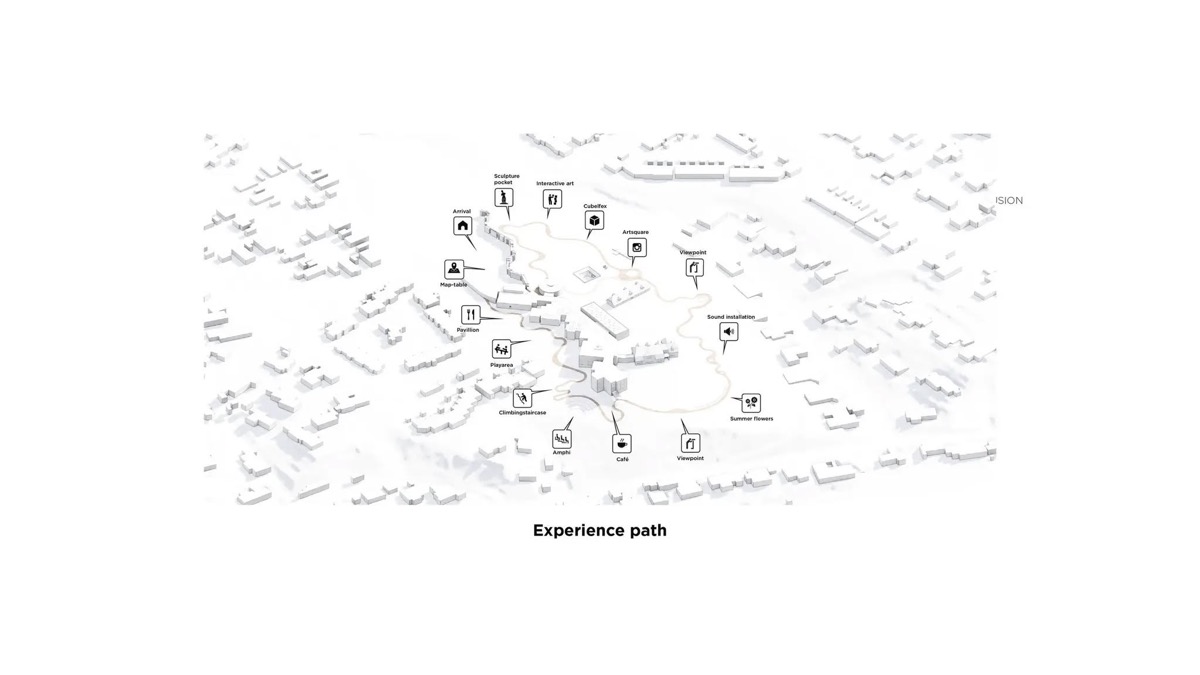 Sculpture
pocket
Interactive art
Cubelfex
Arrival
Artsquare
Viewpoint
Map-table
Sound installation
Pavillion
Playarea
Climbingstaircase
Summer flowers
Amphi
Café
Viewpoint
ISION
Experience path